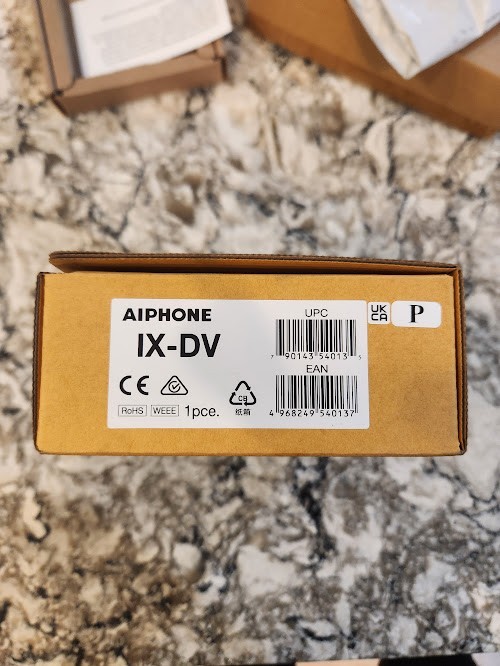 AIPHONE
IX-DV
CE
RoHS WEEE 1pce.
CB
纸箱
UPC
7 90143 54013 5
EAN
4 968249 540137
UK
CA
P